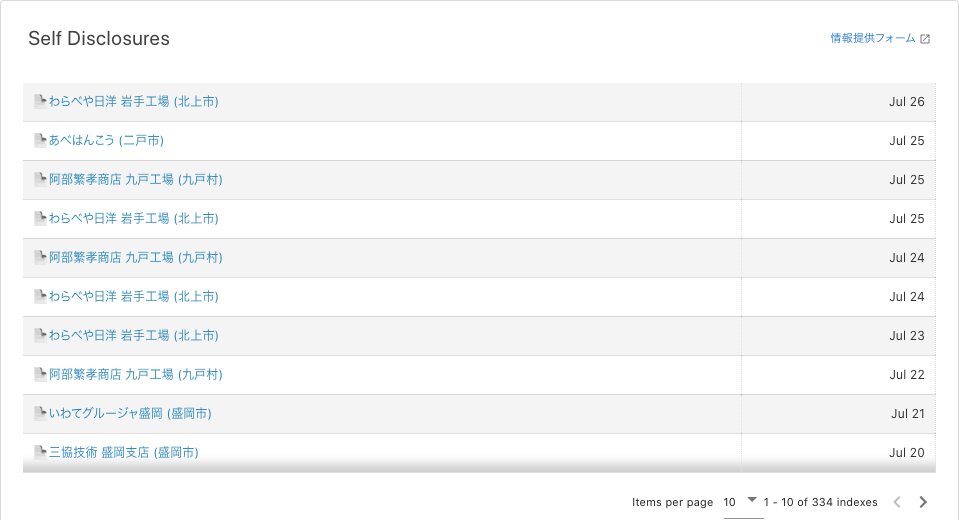 Self Disclosures
情報提供フォーム
わらべや日洋 岩手工場 (北上市) Jul 26
あべはんこう (二戸市) Jul 25
阿部繁孝商店 九戸工場 (九戸村) Jul 25
わらべや日洋 岩手工場 (北上市) Jul 25
阿部繁孝商店 九戸工場 (九戸村) Jul 24
わらべや日洋 岩手工場 (北上市) Jul 24
わらべや日洋 岩手工場 (北上市) Jul 23
阿部繁孝商店 九戸工場 (九戸村) Jul 22
いわてグルージャ盛岡 (盛岡市) Jul 21
三協技術 盛岡支店 (盛岡市) Jul 20
Items per page 10 1 - 10 of 334 indexes